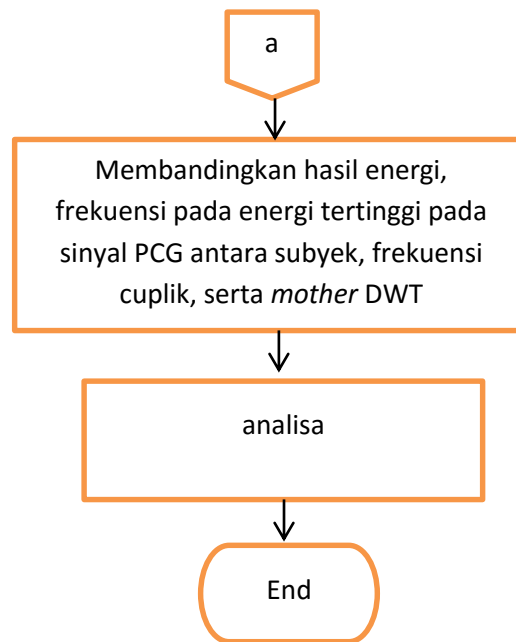 a
Membandingkan hasil energi,
frekuensi pada energi tertinggi pada
sinyal PCG antara subyek, frekuensi
cuplik, serta mother DWT
analisa
End